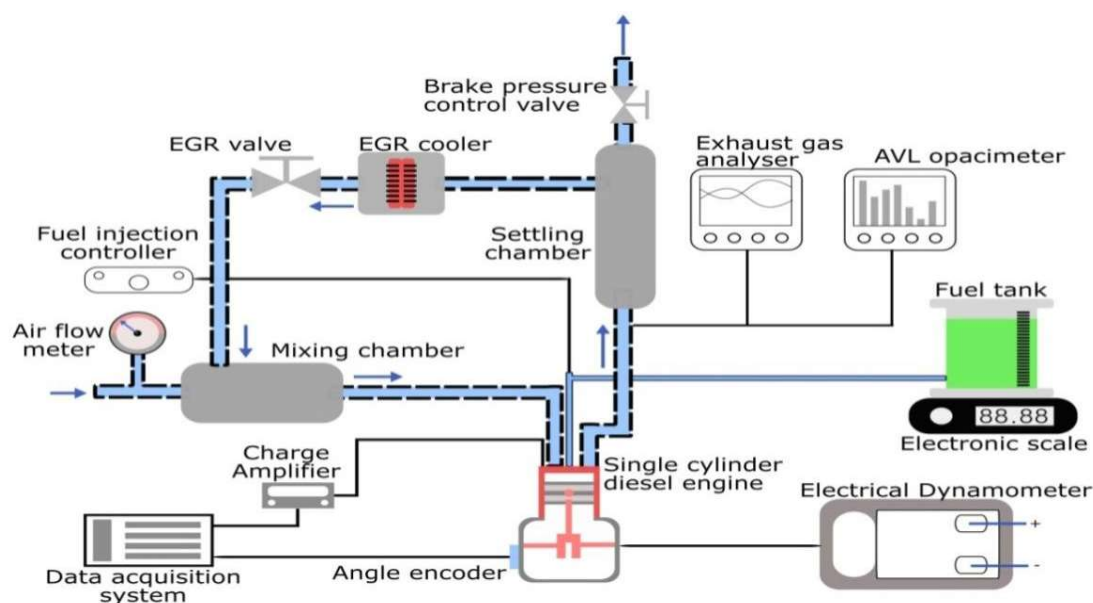 Brake pressure
control valve
EGR valve
EGR cooler
Exhaust gas
analyser
AVL opacimeter
Fuel injection
controller
Settling
chamber
Fuel tank
Air flow
meter
Mixing chamber
88.88
Electronic scale
Charge
Amplifier
Single cylinder
diesel engine
Electrical Dynamometer
+
-
Angle encoder
Data acquisition
system